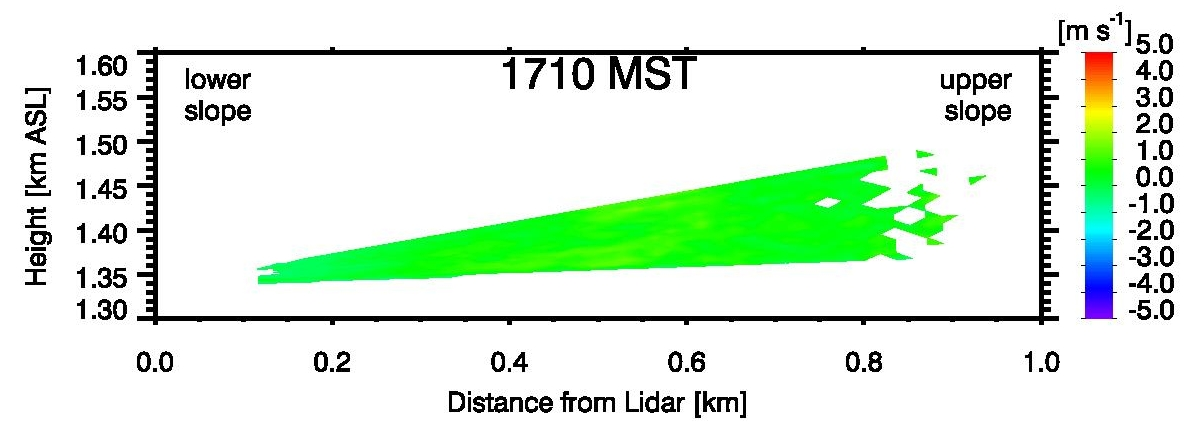 [m s-1]
1710 MST
lower
slope
upper
slope
Height [km ASL]
1.60
1.55
1.50
1.45
1.40
1.35
1.30
5.0
4.0
3.0
2.0
1.0
0.0
-1.0
-2.0
-3.0
-4.0
-5.0
0.0 0.2 0.4 0.6 0.8 1.0
Distance from Lidar [km]